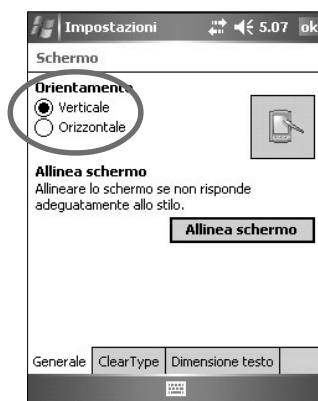 Impostazioni 5.07 ok
Schermo
Orientamento
Verticale
Orizzontale
Allinea schermo
Allineare lo schermo se non risponde
adeguatamente allo stilo.
Allinea schermo
Generale ClearType Dimensione testo